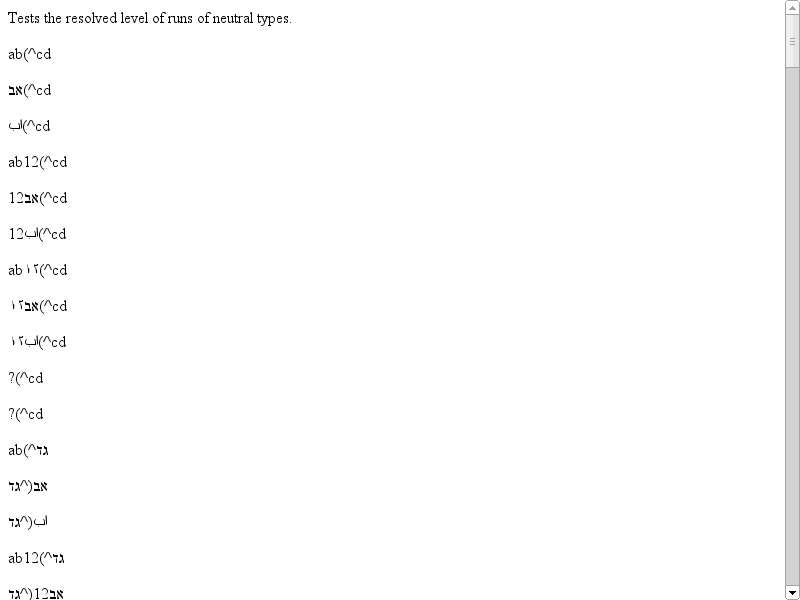 Tests the resolved level of runs of neutral types.
ab(^cd
אב(^cd
اب(^cd
ab12(^cd
אב12(^cd
اب12(^cd
ab١٢(^cd
אב١٢(^cd
اب١٢(^cd
?(^cd
?(^cd
ab(^גד
אב(^גד
اب(^גד
ab12(^גד
אב12(^גד